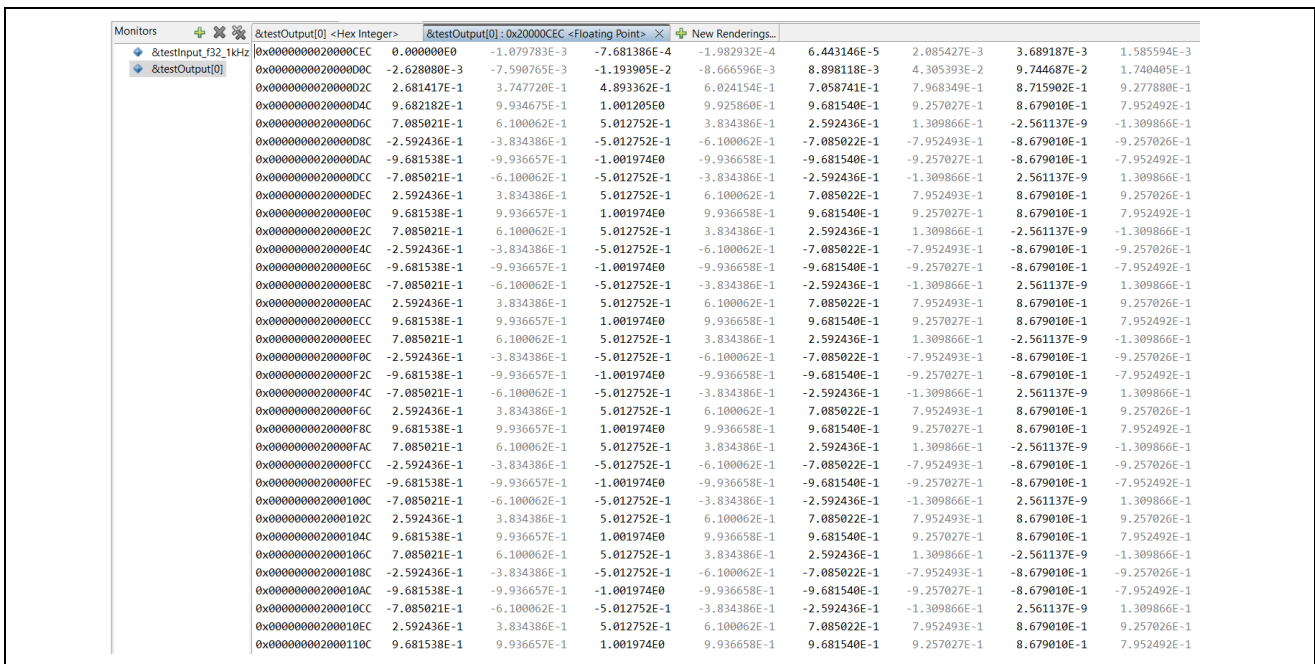 Monitors &testOutput[0] <Hex Integer> &testOutput[0] : 0x20000CEC <Floating Point> New Renderings...
&testInput_f32_1kHz 0x0000000020000CEC 0.000000E0 -1.079783E-3 -7.681386E-4 -1.982932E-4 6.443146E-5 2.085427E-3 3.689187E-3 1.585594E-3
&testOutput[0] 0x0000000020000D0C -2.628080E-3 -7.590765E-3 -1.193905E-2 -8.666596E-3 8.898118E-3 4.305393E-2 9.744687E-2 1.740405E-1
0x0000000020000D2C 2.681417E-1 3.747720E-1 4.893362E-1 6.024154E-1 7.058741E-1 7.968349E-1 8.715902E-1 9.277880E-1
0x0000000020000D4C 9.682182E-1 9.934675E-1 1.001205E0 9.925860E-1 9.681540E-1 9.257027E-1 8.679010E-1 7.952492E-1
0x0000000020000D6C 7.085021E-1 6.100062E-1 5.012752E-1 3.834386E-1 2.592436E-1 1.309866E-1 -2.561137E-9 -1.309866E-1
0x0000000020000D8C -2.592436E-1 -3.834386E-1 -5.012752E-1 -6.100062E-1 -7.085022E-1 -7.952493E-1 -8.679010E-1 -9.257026E-1
0x0000000020000DAC -9.681538E-1 -9.936657E-1 -1.001974E0 -9.936658E-1 -9.681540E-1 -9.257027E-1 -8.679010E-1 -7.952492E-1
0x0000000020000DCC -7.085021E-1 -6.100062E-1 -5.012752E-1 -3.834386E-1 -2.592436E-1 -1.309866E-1 2.561137E-9 1.309866E-1
0x0000000020000DEC 2.592436E-1 3.834386E-1 5.012752E-1 6.100062E-1 7.085022E-1 7.952493E-1 8.679010E-1 9.257026E-1
0x0000000020000E0C 9.681538E-1 9.936657E-1 1.001974E0 9.936658E-1 9.681540E-1 9.257027E-1 8.679010E-1 7.952492E-1
0x0000000020000E2C 7.085021E-1 6.100062E-1 5.012752E-1 3.834386E-1 2.592436E-1 1.309866E-1 -2.561137E-9 -1.309866E-1
0x0000000020000E4C -2.592436E-1 -3.834386E-1 -5.012752E-1 -6.100062E-1 -7.085022E-1 -7.952493E-1 -8.679010E-1 -9.257026E-1
0x0000000020000E6C -9.681538E-1 -9.936657E-1 -1.001974E0 -9.936658E-1 -9.681540E-1 -9.257027E-1 -8.679010E-1 -7.952492E-1
0x0000000020000E8C -7.085021E-1 -6.100062E-1 -5.012752E-1 -3.834386E-1 -2.592436E-1 -1.309866E-1 2.561137E-9 1.309866E-1
0x0000000020000EAC 2.592436E-1 3.834386E-1 5.012752E-1 6.100062E-1 7.085022E-1 7.952493E-1 8.679010E-1 9.257026E-1
0x0000000020000ECC 9.681538E-1 9.936657E-1 1.001974E0 9.936658E-1 9.681540E-1 9.257027E-1 8.679010E-1 7.952492E-1
0x0000000020000EEC 7.085021E-1 6.100062E-1 5.012752E-1 3.834386E-1 2.592436E-1 1.309866E-1 -2.561137E-9 -1.309866E-1
0x0000000020000F0C -2.592436E-1 -3.834386E-1 -5.012752E-1 -6.100062E-1 -7.085022E-1 -7.952493E-1 -8.679010E-1 -9.257026E-1
0x0000000020000F2C -9.681538E-1 -9.936657E-1 -1.001974E0 -9.936658E-1 -9.681540E-1 -9.257027E-1 -8.679010E-1 -7.952492E-1
0x0000000020000F4C -7.085021E-1 -6.100062E-1 -5.012752E-1 -3.834386E-1 -2.592436E-1 -1.309866E-1 2.561137E-9 1.309866E-1
0x0000000020000F6C 2.592436E-1 3.834386E-1 5.012752E-1 6.100062E-1 7.085022E-1 7.952493E-1 8.679010E-1 9.257026E-1
0x0000000020000F8C 9.681538E-1 9.936657E-1 1.001974E0 9.936658E-1 9.681540E-1 9.257027E-1 8.679010E-1 7.952492E-1
0x0000000020000FAC 7.085021E-1 6.100062E-1 5.012752E-1 3.834386E-1 2.592436E-1 1.309866E-1 -2.561137E-9 -1.309866E-1
0x0000000020000FCC -2.592436E-1 -3.834386E-1 -5.012752E-1 -6.100062E-1 -7.085022E-1 -7.952493E-1 -8.679010E-1 -9.257026E-1
0x0000000020000FEC -9.681538E-1 -9.936657E-1 -1.001974E0 -9.936658E-1 -9.681540E-1 -9.257027E-1 -8.679010E-1 -7.952492E-1
0x000000002000100C -7.085021E-1 -6.100062E-1 -5.012752E-1 -3.834386E-1 -2.592436E-1 -1.309866E-1 2.561137E-9 1.309866E-1
0x000000002000102C 2.592436E-1 3.834386E-1 5.012752E-1 6.100062E-1 7.085022E-1 7.952493E-1 8.679010E-1 9.257026E-1
0x000000002000104C 9.681538E-1 9.936657E-1 1.001974E0 9.936658E-1 9.681540E-1 9.257027E-1 8.679010E-1 7.952492E-1
0x000000002000106C 7.085021E-1 6.100062E-1 5.012752E-1 3.834386E-1 2.592436E-1 1.309866E-1 -2.561137E-9 -1.309866E-1
0x000000002000108C -2.592436E-1 -3.834386E-1 -5.012752E-1 -6.100062E-1 -7.085022E-1 -7.952493E-1 -8.679010E-1 -9.257026E-1
0x00000000200010AC -9.681538E-1 -9.936657E-1 -1.001974E0 -9.936658E-1 -9.681540E-1 -9.257027E-1 -8.679010E-1 -7.952492E-1
0x00000000200010CC -7.085021E-1 -6.100062E-1 -5.012752E-1 -3.834386E-1 -2.592436E-1 -1.309866E-1 2.561137E-9 1.309866E-1
0x00000000200010EC 2.592436E-1 3.834386E-1 5.012752E-1 6.100062E-1 7.085022E-1 7.952493E-1 8.679010E-1 9.257026E-1
0x000000002000110C 9.681538E-1 9.936657E-1 1.001974E0 9.936658E-1 9.681540E-1 9.257027E-1 8.679010E-1 7.952492E-1